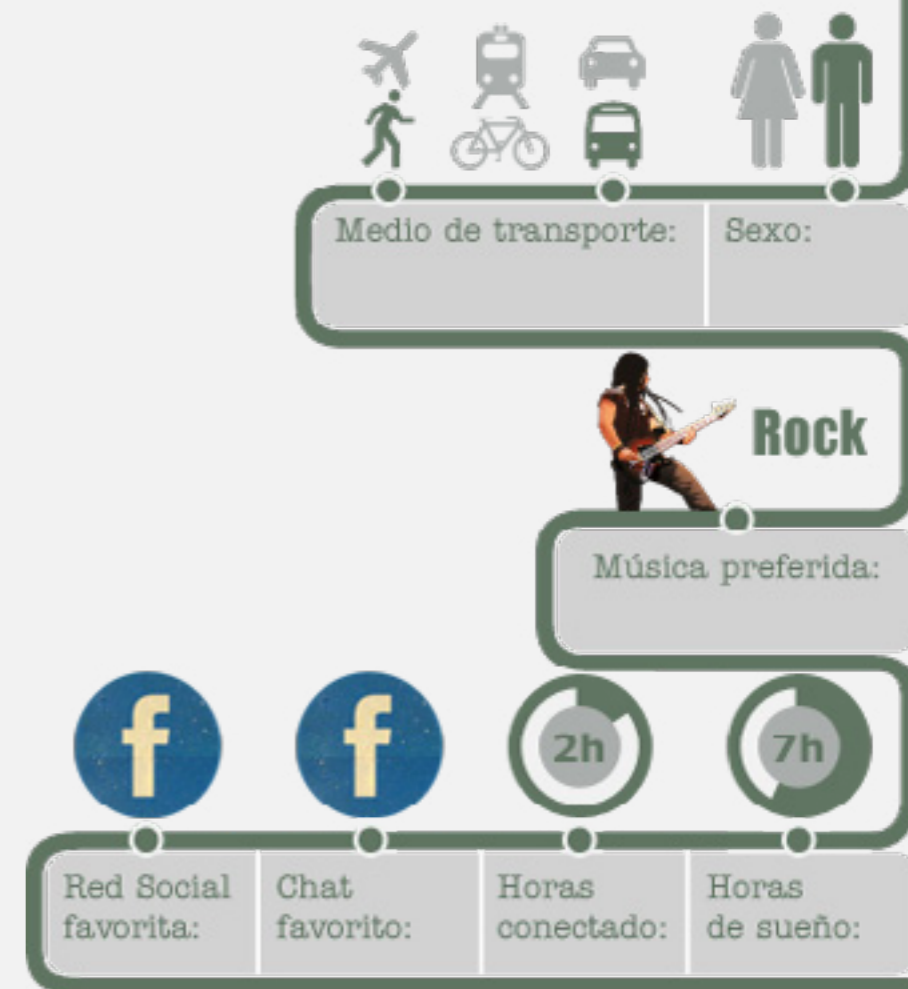 Medio de transporte:
Sexo:
Rock
Música preferida:
f
f
2h
7h
Red Social
favorita:
Chat
favorito:
Horas
conectado:
Horas
de sueño: